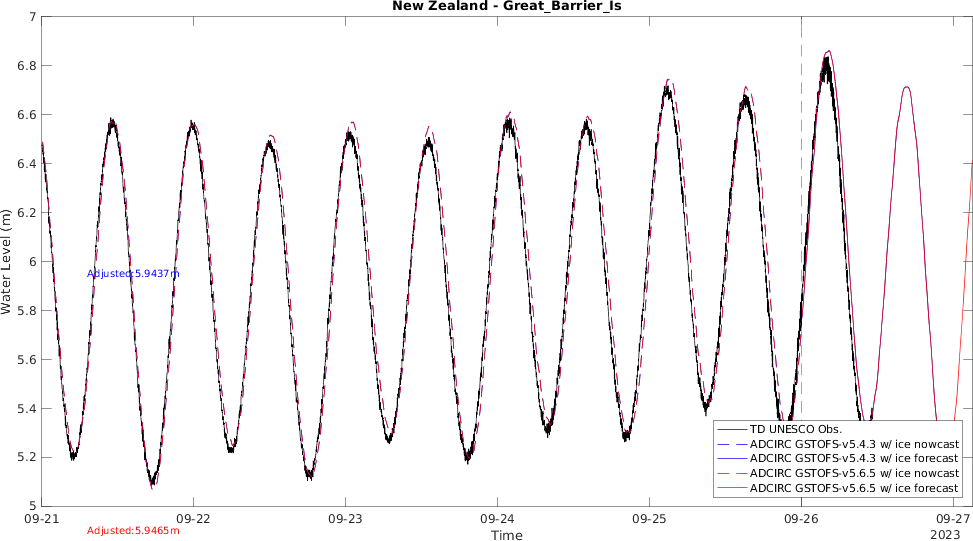 New Zealand - Great_Barrier_Is
7
6.8
6.6
6.4
6.2
6
5.8
5.6
5.4
5.2
5
Water Level (m)
Adjusted:5.9437m
TD UNESCO Obs.
ADCIRC GSTOFS-v5.4.3 w/ ice nowcast
ADCIRC GSTOFS-v5.4.3 w/ ice forecast
ADCIRC GSTOFS-v5.6.5 w/ ice nowcast
ADCIRC GSTOFS-v5.6.5 w/ ice forecast
09-21 09-22 09-23 09-24 09-25 09-26 09-27
Adjusted:5.9465m
Time
2023